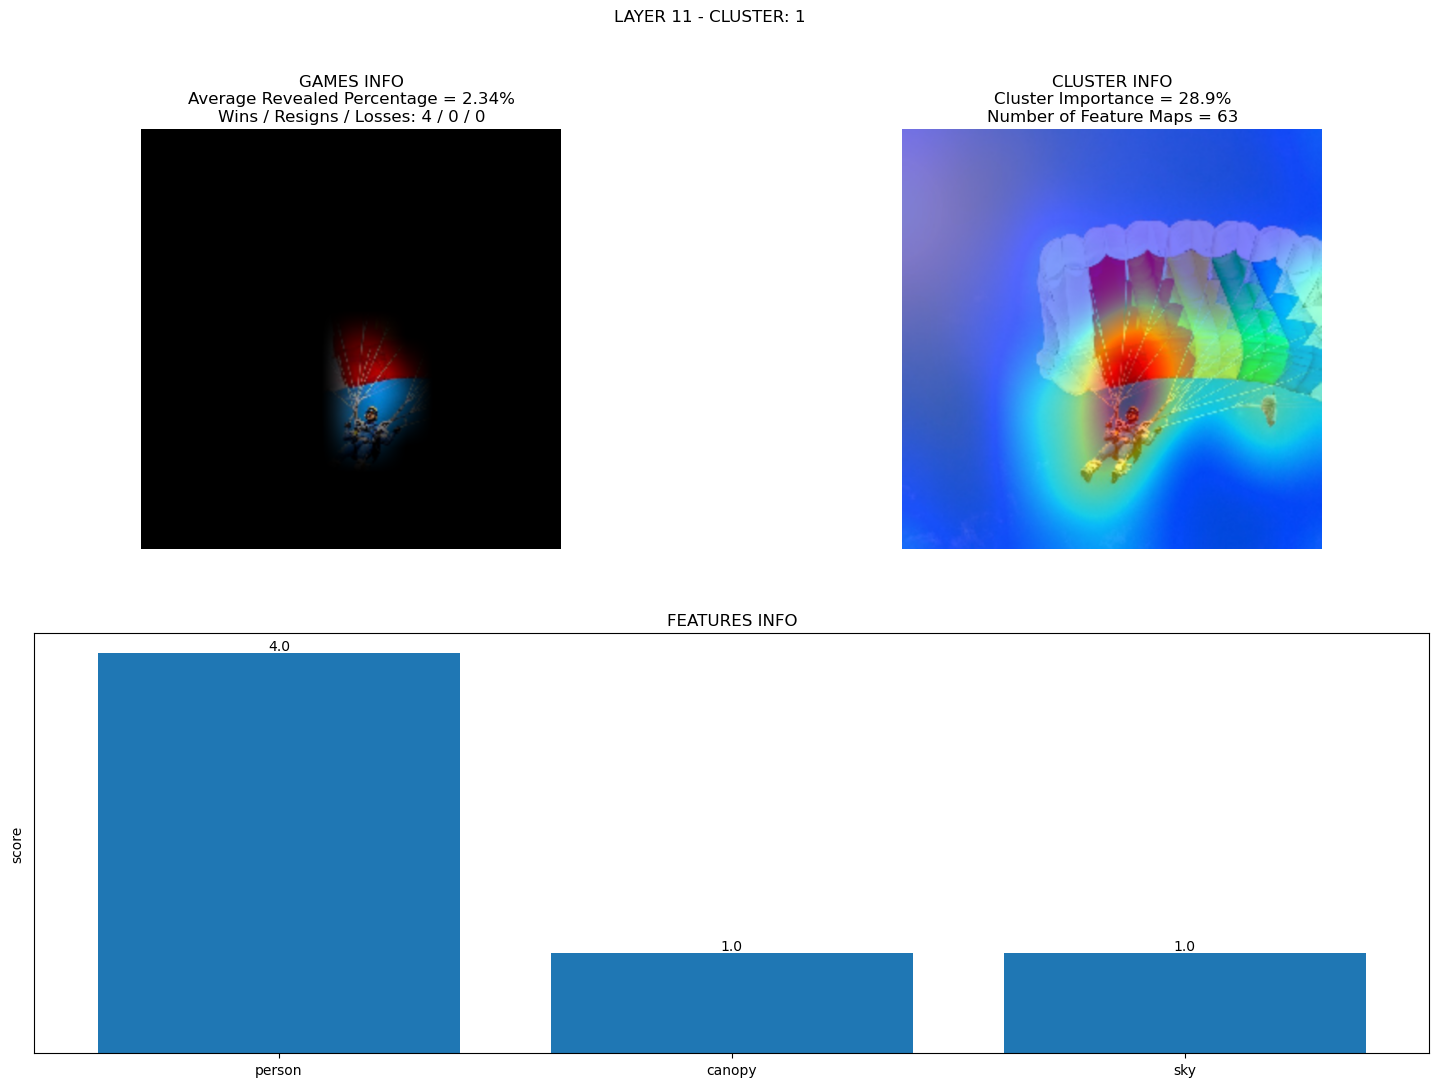 LAYER 11 - CLUSTER: 1
GAMES INFO
Average Revealed Percentage = 2.34%
Wins / Resigns / Losses: 4 / 0 / 0
CLUSTER INFO
Cluster Importance = 28.9%
Number of Feature Maps = 63
FEATURES INFO
score
4.0
1.0
1.0
person
canopy
sky